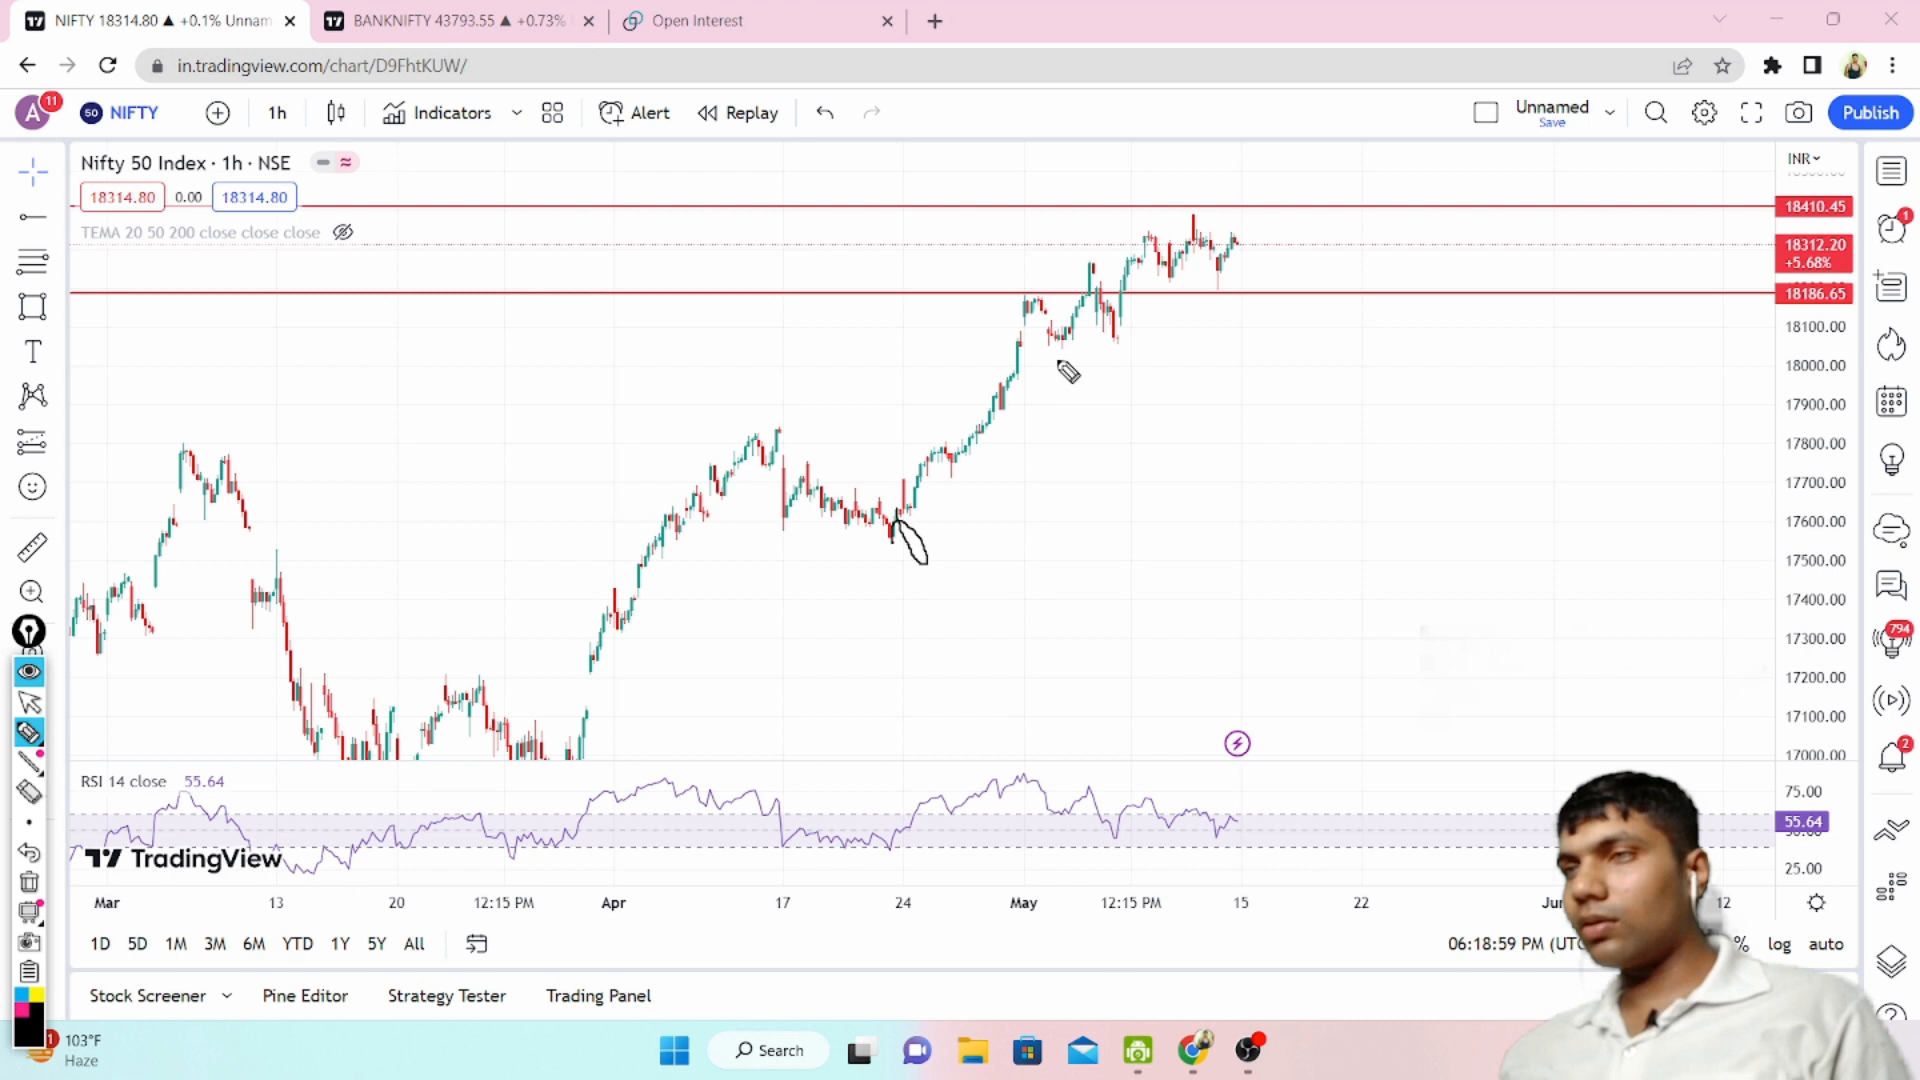 NIFTY 18314.80 ▲ +0.1% Unnam
BANKNIFTY 43793.55 ▲ +0.73%
Open Interest
in.tradingview.com/chart/D9FhtKUW/
A
11
50
NIFTY
1h
Indicators
Alert
Replay
Unnamed
Save
Publish
Nifty 50 Index · 1h · NSE
18314.80
0.00
18314.80
TEMA 20 50 200 close close close
INR
18410.45
18312.20
+5.68%
18186.65
18100.00
18000.00
17900.00
17800.00
17700.00
17600.00
17500.00
17400.00
17300.00
17200.00
17100.00
17000.00
RSI 14 close 55.64
75.00
55.64
25.00
TradingView
Mar
13
20
12:15 PM
Apr
17
24
May
12:15 PM
15
22
12
1D 5D 1M 3M 6M YTD 1Y 5Y All
06:18:59 PM
%
log
auto
Stock Screener
Pine Editor
Strategy Tester
Trading Panel
1
794
2
1
103°F
Haze
Search